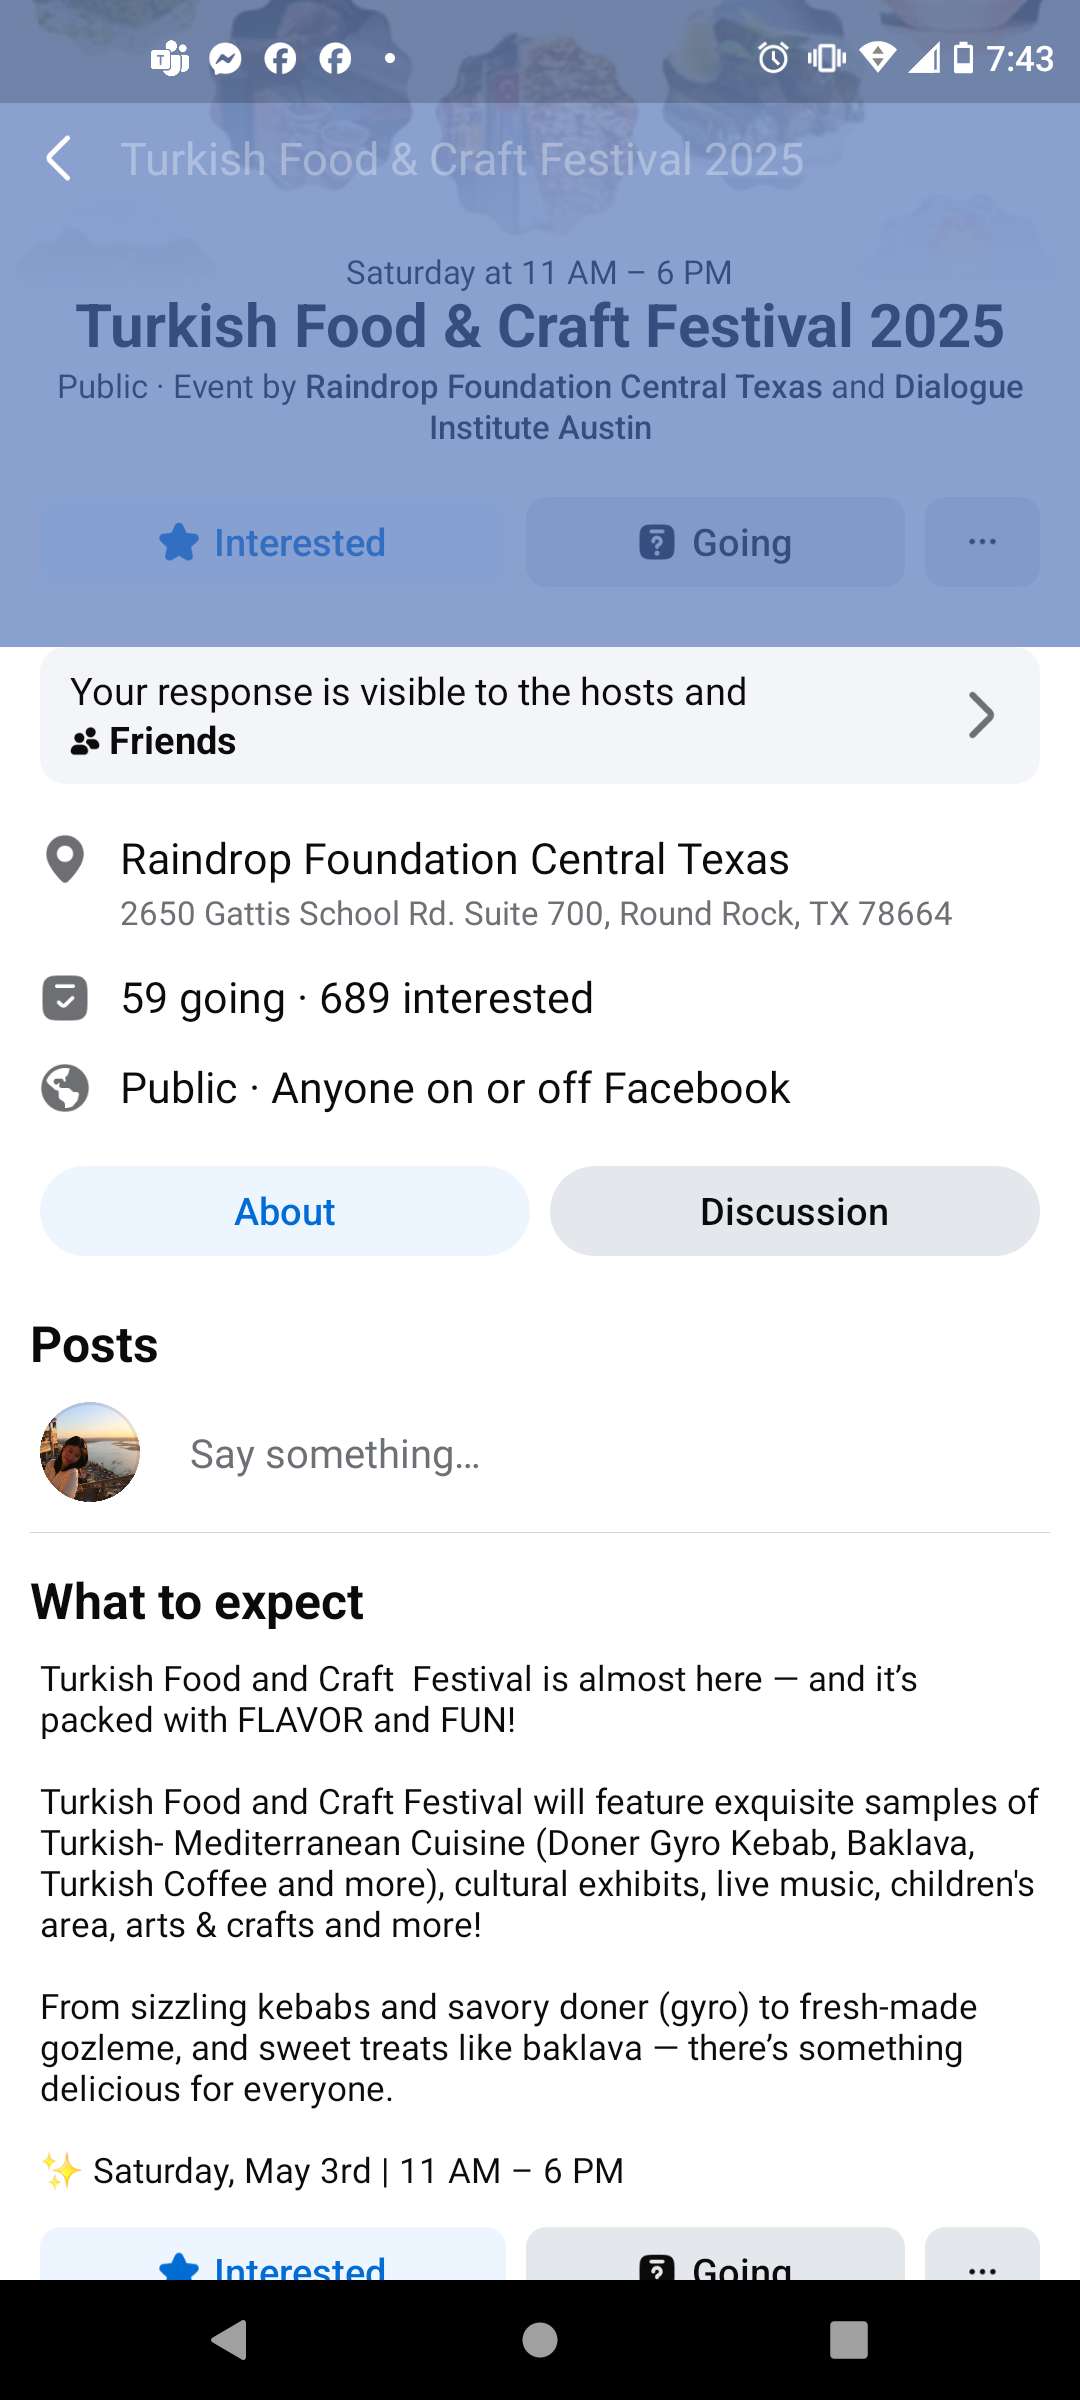 7:43
Turkish Food & Craft Festival 2025
Saturday at 11 AM – 6 PM
Turkish Food & Craft Festival 2025
Public · Event by Raindrop Foundation Central Texas and Dialogue
Institute Austin
Interested
Going
Your response is visible to the hosts and
Friends
Raindrop Foundation Central Texas
2650 Gattis School Rd. Suite 700, Round Rock, TX 78664
59 going · 689 interested
Public · Anyone on or off Facebook
About
Discussion
Posts
Say something...
What to expect
Turkish Food and Craft  Festival is almost here — and it’s
packed with FLAVOR and FUN!
Turkish Food and Craft Festival will feature exquisite samples of
Turkish- Mediterranean Cuisine (Doner Gyro Kebab, Baklava,
Turkish Coffee and more), cultural exhibits, live music, children's
area, arts & crafts and more!
From sizzling kebabs and savory doner (gyro) to fresh-made
gozleme, and sweet treats like baklava — there’s something
delicious for everyone.
✨ Saturday, May 3rd | 11 AM – 6 PM
Interested
Going